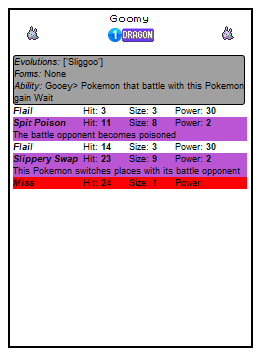 Goomy
1 DRAGON
Evolutions: ['Sliggoo']
Forms: None
Ability: Gooey> Pokemon that battle with this Pokemon
gain Wait
Flail Hit: 3 Size: 3 Power: 30
Spit Poison Hit: 11 Size: 8 Power: 2
The battle opponent becomes poisoned
Flail Hit: 14 Size: 3 Power: 30
Slippery Swap Hit: 23 Size: 9 Power: 2
This Pokemon switches places with its battle opponent
Miss Hit: 24 Size: 1 Power: